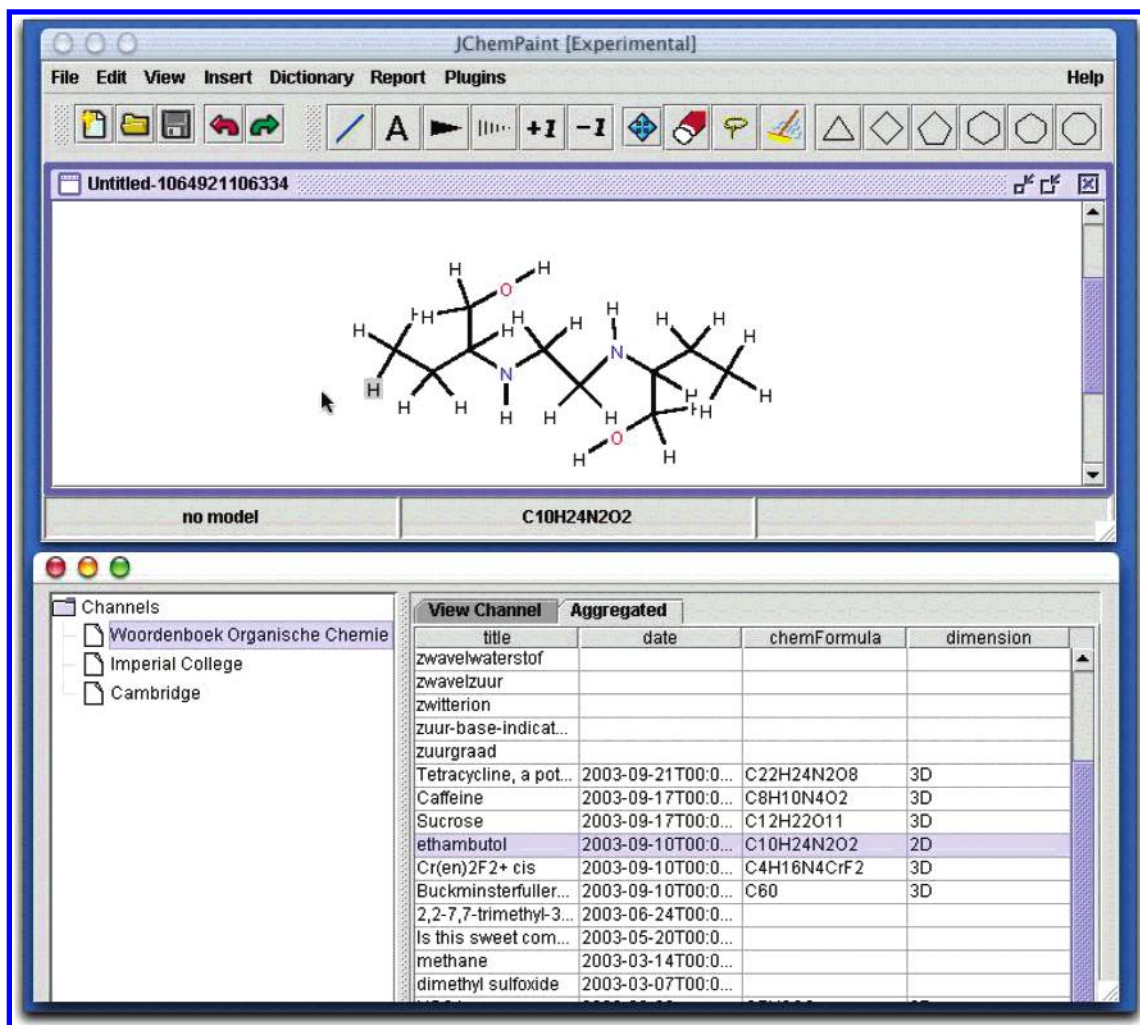 JChemPaint [Experimental]
File Edit View Insert Dictionary Report Plugins Help
A +1 -1
Untitled-1064921106334
H H
O
H H H H H H H H
H H H
N
N
H H
H H H H H H H H
O
H H
no model C10H24N2O2
Channels
Woordenboek Organische Chemie
Imperial College
Cambridge
View Channel Aggregated
title date chemFormula dimension
zwavelwaterstof
zwavelzuur
zwitterion
zuur-base-indicat...
zuurgraad
Tetracycline, a pot... 2003-09-21T00:0... C22H24N2O8 3D
Caffeine 2003-09-17T00:0... C8H10N4O2 3D
Sucrose 2003-09-17T00:0... C12H22O11 3D
ethambutol 2003-09-10T00:0... C10H24N2O2 2D
Cr(en)2F2+ cis 2003-09-10T00:0... C4H16N4CrF2 3D
Buckminsterfuller... 2003-09-10T00:0... C60 3D
2,2-7,7-trimethyl-3... 2003-06-24T00:0...
Is this sweet com... 2003-05-20T00:0...
methane 2003-03-14T00:0...
dimethyl sulfoxide 2003-03-07T00:0...